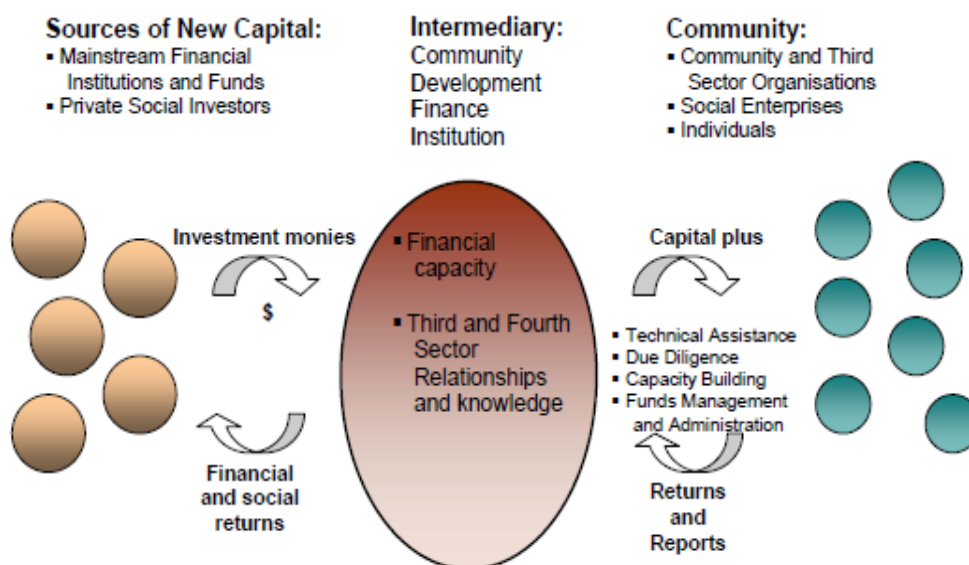 Sources of New Capital:
▪ Mainstream Financial
Institutions and Funds
▪ Private Social Investors
Intermediary:
Community
Development
Finance
Institution
Community:
▪ Community and Third
Sector Organisations
▪ Social Enterprises
▪ Individuals
Investment monies
$
Financial
and social
returns
▪ Financial
capacity
▪ Third and Fourth
Sector
Relationships
and knowledge
Capital plus
▪ Technical Assistance
▪ Due Diligence
▪ Capacity Building
▪ Funds Management
and Administration
Returns
and
Reports